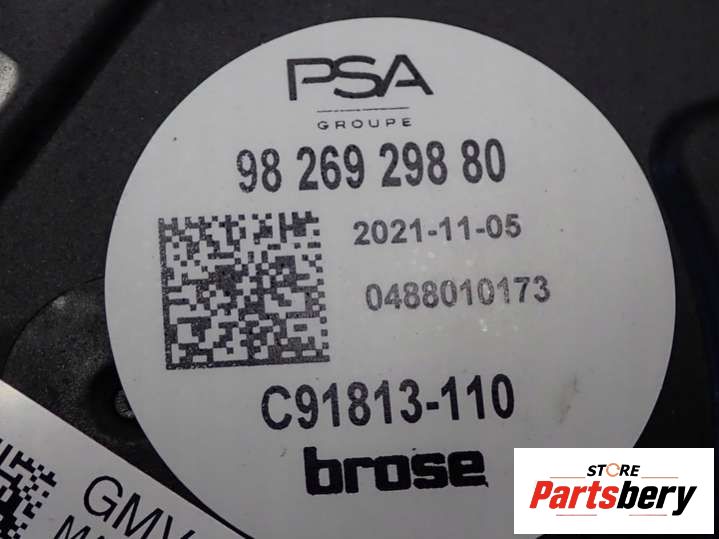 PSA
GROUPE
98 269 298 80
2021-11-05
0488010173
C91813-110
brose
GMV
STORE
Partsbery